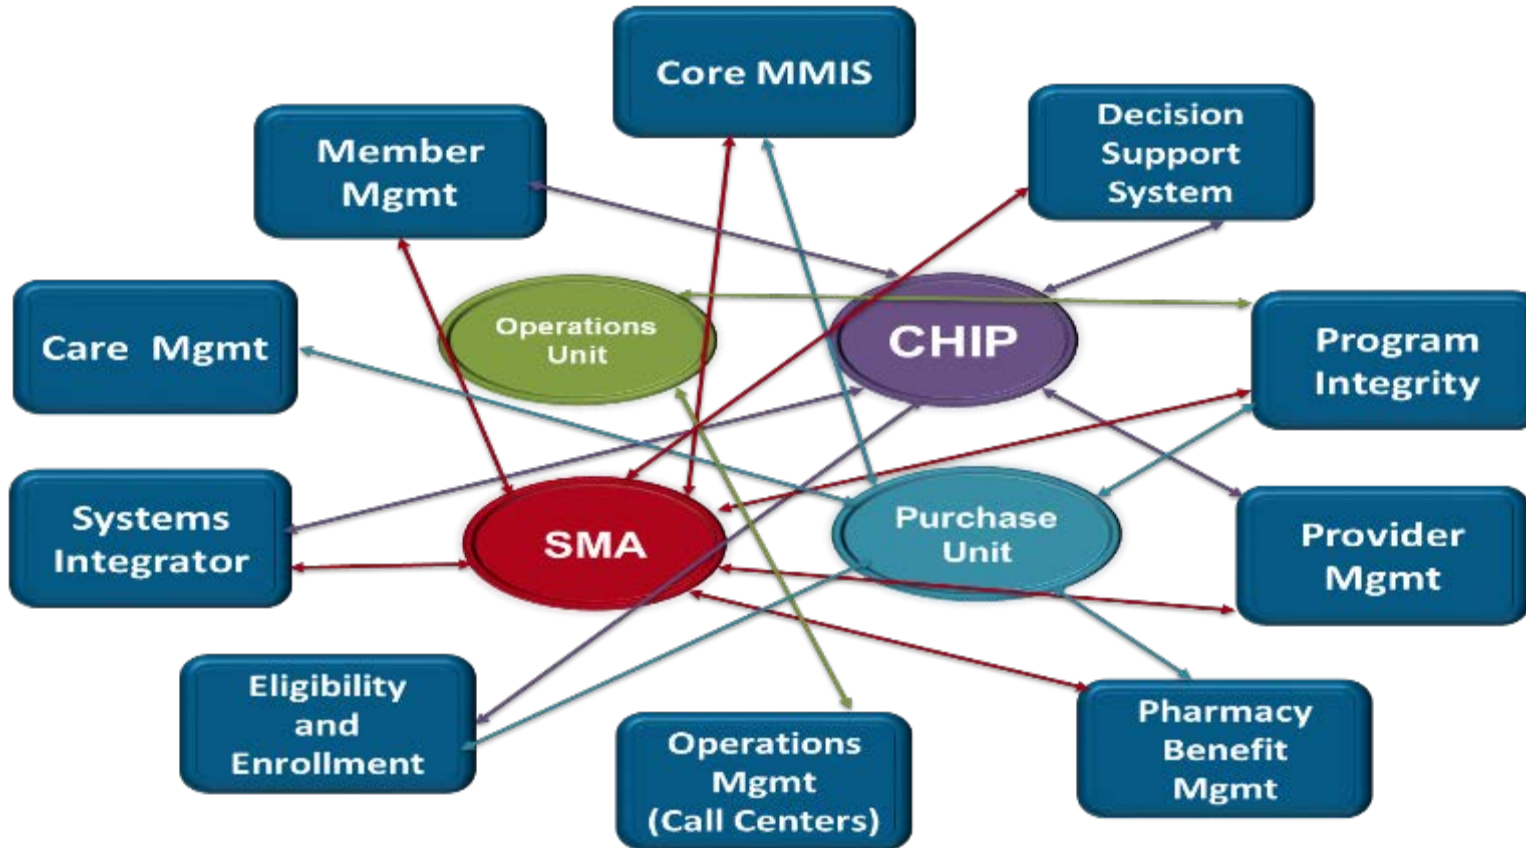 Core MMIS
Decision
Support
System
Member
Mgmt
Operations
Unit
CHIP
Care Mgmt
Program
Integrity
Systems
Integrator
SMA
Purchase
Unit
Provider
Mgmt
Eligibility
and
Enrollment
Operations
Mgmt
(Call Centers)
Pharmacy
Benefit
Mgmt